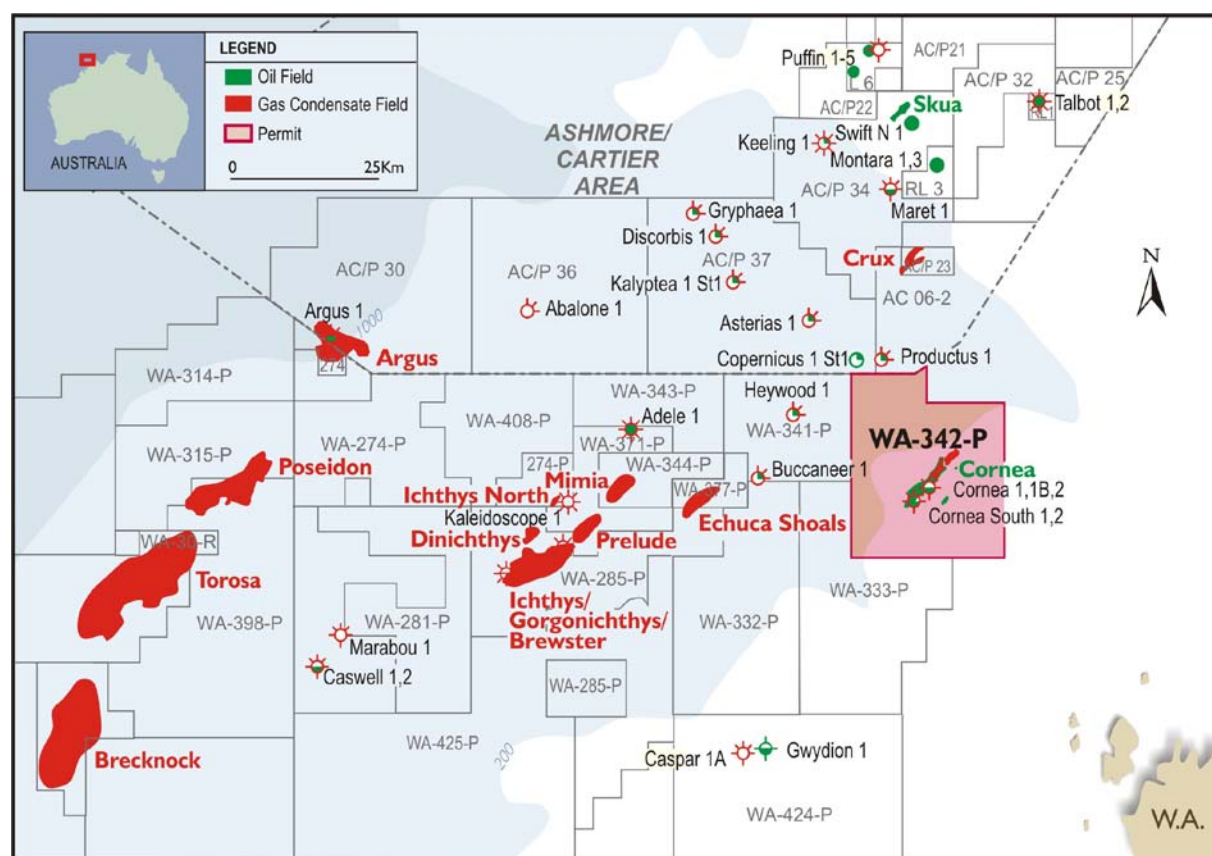 LEGEND
Oil Field
Gas Condensate Field
Permit
0 25Km
AUSTRALIA
ASHMORE/
CARTIER
AREA
Puffin 1-5
AC/P21
L 6
AC/P22
AC/P 32
AC/P 25
RL1
Talbot 1,2
Skua
Swift N 1
Keeling 1
Montara 1,3
AC/P 34
RL 3
Maret 1
N
Gryphaea 1
Discorbis 1
AC/P 37
Crux
AC/P 23
AC/P 30
AC/P 36
Kalyptea 1 St1
AC 06-2
Argus 1
1000
Abalone 1
Asterias 1
Argus
274
Copernicus 1 St1
Productus 1
WA-314-P
WA-343-P
Heywood 1
WA-408-P
Adele 1
WA-341-P
WA-342-P
WA-274-P
WA-371-P
WA-315-P
Poseidon
274-P
WA-344-P
Mimia
Buccaneer 1
Cornea
Ichthys North
WA-377-P
Cornea 1,1B,2
Kaleidoscope 1
Echuca Shoals
Cornea South 1,2
Dinichthys
Prelude
WA-30-R
Torosa
WA-285-P
WA-333-P
Ichthys/
Gorgonichthys/
Brewster
WA-398-P
WA-281-P
WA-332-P
Marabou 1
Caswell 1,2
WA-285-P
WA-425-P
200
Brecknock
Caspar 1A
Gwydion 1
WA-424-P
W.A.